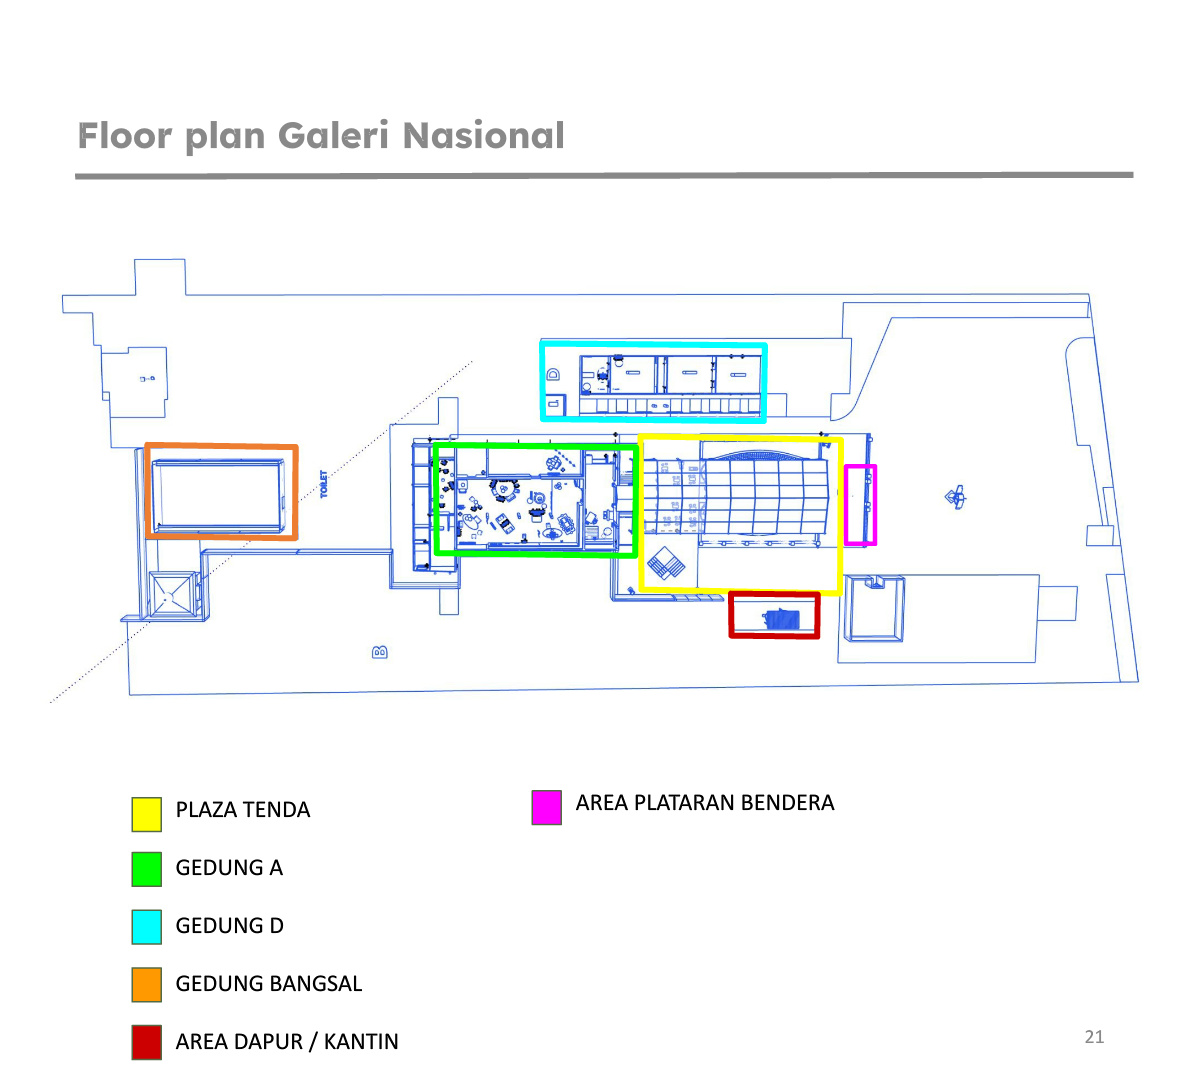 Floor plan Galeri Nasional
D
TOILET
B
PLAZA TENDA
AREA PLATARAN BENDERA
GEDUNG A
GEDUNG D
GEDUNG BANGSAL
AREA DAPUR / KANTIN
21